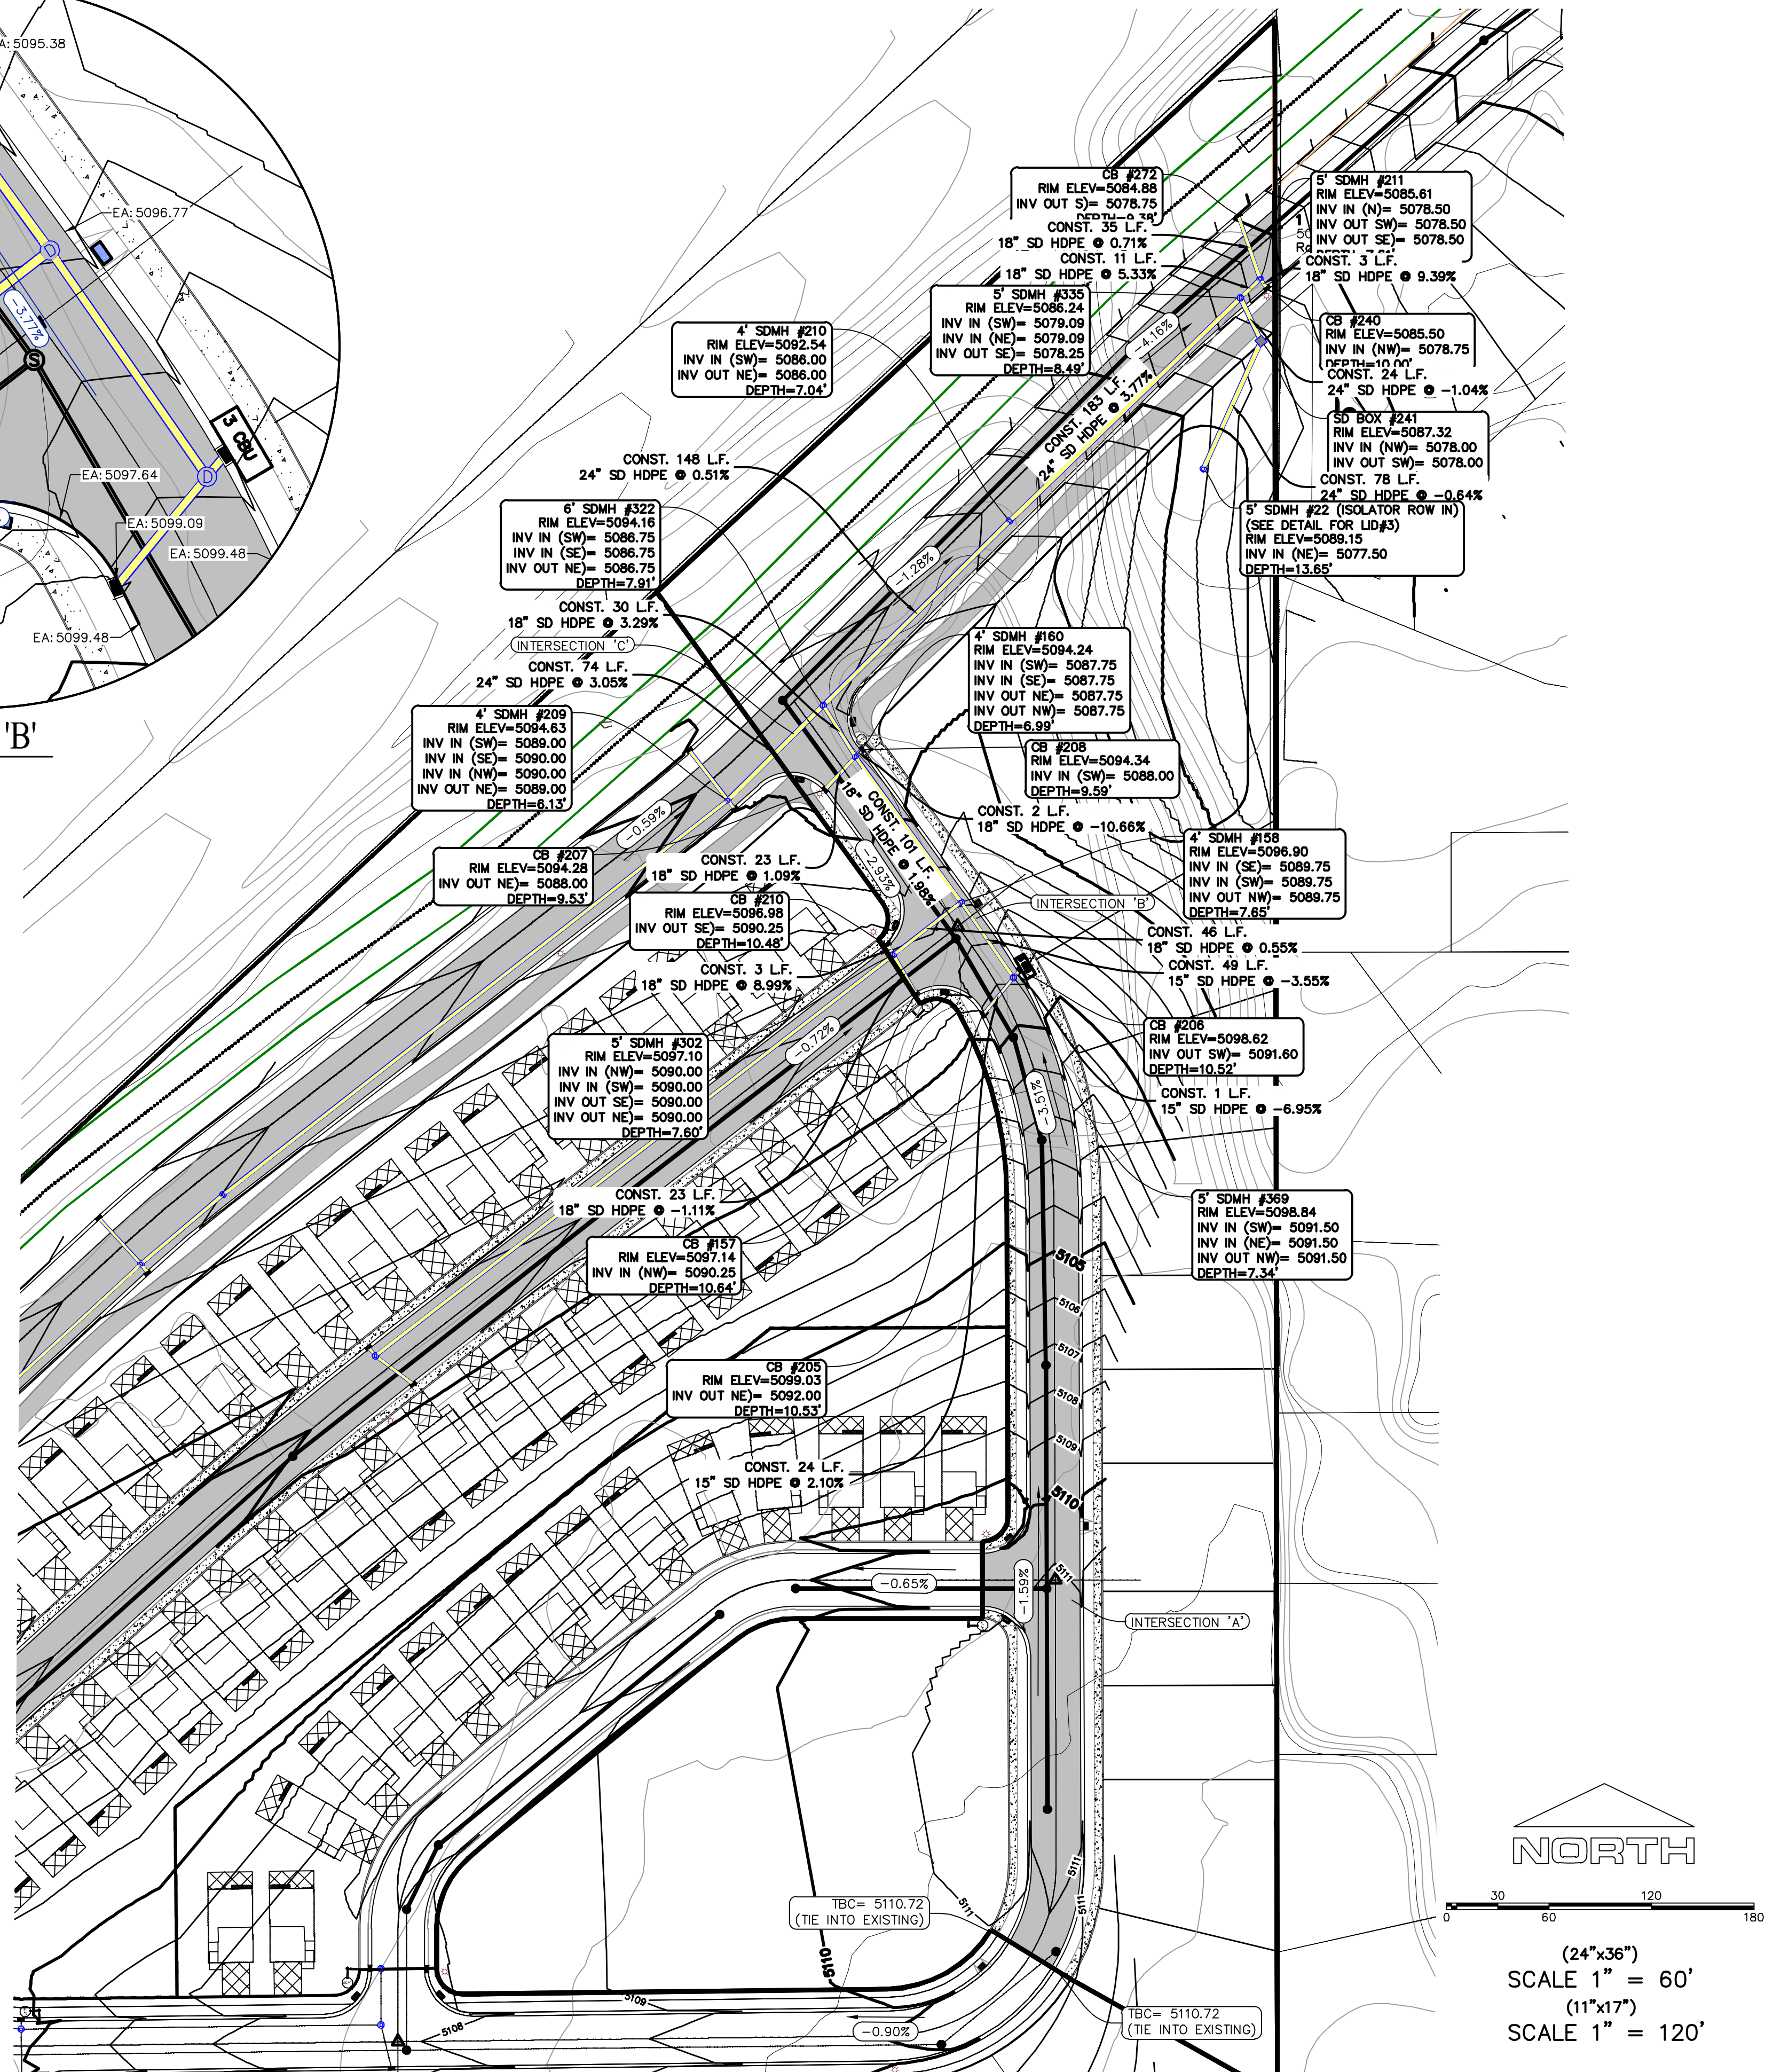 A: 5095.38
EA: 5096.77
D
-3.77%
S
3 CBU
D
EA: 5097.64
EA: 5099.09
EA: 5099.48
EA: 5099.48
'B'
CB #272
RIM ELEV=5084.88
INV OUT S)= 5078.75
DEPTH=9.38'
CONST. 35 L.F.
18" SD HDPE @ 0.71%
CONST. 11 L.F.
18" SD HDPE @ 5.33%
5' SDMH #211
RIM ELEV=5085.61
INV IN (N)= 5078.50
INV OUT SW)= 5078.50
INV OUT SE)= 5078.50
CONST. 3 L.F.
18" SD HDPE @ 9.39%
5' SDMH #335
RIM ELEV=5086.24
INV IN (SW)= 5079.09
INV IN (NE)= 5079.09
INV OUT SE)= 5078.25
DEPTH=8.49'
4' SDMH #210
RIM ELEV=5092.54
INV IN (SW)= 5086.00
INV OUT NE)= 5086.00
DEPTH=7.04'
-4.16%
CONST. 183 L.F.
24" SD HDPE @ 3.77%
CB #240
RIM ELEV=5085.50
INV IN (NW)= 5078.75
DEPTH=10.00'
CONST. 24 L.F.
24" SD HDPE @ -1.04%
SD BOX #241
RIM ELEV=5087.32
INV IN (NW)= 5078.00
INV OUT SW)= 5078.00
CONST. 78 L.F.
24" SD HDPE @ -0.64%
5' SDMH #22 (ISOLATOR ROW IN)
(SEE DETAIL FOR LID#3)
RIM ELEV=5089.15
INV IN (NE)= 5077.50
DEPTH=13.65'
CONST. 148 L.F.
24" SD HDPE @ 0.51%
6' SDMH #322
RIM ELEV=5094.16
INV IN (SW)= 5086.75
INV IN (SE)= 5086.75
INV OUT NE)= 5086.75
DEPTH=7.91'
-1.28%
CONST. 30 L.F.
18" SD HDPE @ 3.29%
INTERSECTION 'C'
CONST. 74 L.F.
24" SD HDPE @ 3.05%
4' SDMH #160
RIM ELEV=5094.24
INV IN (SW)= 5087.75
INV IN (SE)= 5087.75
INV OUT NE)= 5087.75
INV OUT NW)= 5087.75
DEPTH=6.99'
4' SDMH #209
RIM ELEV=5094.63
INV IN (SW)= 5089.00
INV IN (SE)= 5090.00
INV IN (NW)= 5090.00
INV OUT NE)= 5089.00
DEPTH=6.13'
CB #208
RIM ELEV=5094.34
INV IN (SW)= 5088.00
DEPTH=9.59'
CONST. 2 L.F.
18" SD HDPE @ -10.66%
-0.59%
CONST. 101 L.F.
18" SD HDPE @ 1.98%
-2.93%
4' SDMH #158
RIM ELEV=5096.90
INV IN (SE)= 5089.75
INV IN (SW)= 5089.75
INV OUT NW)= 5089.75
DEPTH=7.65'
CB #207
RIM ELEV=5094.28
INV OUT NE)= 5088.00
DEPTH=9.53'
CONST. 23 L.F.
18" SD HDPE @ 1.09%
CB #210
RIM ELEV=5096.98
INV OUT SE)= 5090.25
DEPTH=10.48'
INTERSECTION 'B'
CONST. 46 L.F.
18" SD HDPE @ 0.55%
CONST. 49 L.F.
15" SD HDPE @ -3.55%
CONST. 3 L.F.
18" SD HDPE @ 8.99%
CB #206
RIM ELEV=5098.62
INV OUT SW)= 5091.60
DEPTH=10.52'
5' SDMH #302
RIM ELEV=5097.10
INV IN (NW)= 5090.00
INV IN (SW)= 5090.00
INV OUT SE)= 5090.00
INV OUT NE)= 5090.00
DEPTH=7.60'
-0.72%
-3.51%
CONST. 1 L.F.
15" SD HDPE @ -6.95%
5' SDMH #369
RIM ELEV=5098.84
INV IN (SW)= 5091.50
INV IN (NE)= 5091.50
INV OUT NW)= 5091.50
DEPTH=7.34'
CONST. 23 L.F.
18" SD HDPE @ -1.11%
CB #157
RIM ELEV=5097.14
INV IN (NW)= 5090.25
DEPTH=10.64'
5105
5106
5107
5108
5109
5110
CB #205
RIM ELEV=5099.03
INV OUT NE)= 5092.00
DEPTH=10.53'
CONST. 24 L.F.
15" SD HDPE @ 2.10%
-0.65%
-1.59%
5111
INTERSECTION 'A'
TBC= 5110.72
(TIE INTO EXISTING)
5110
5111
5111
5111
5109
5108
-0.90%
TBC= 5110.72
(TIE INTO EXISTING)
NORTH
30 120
0 60 180
(24"x36")
SCALE 1" = 60'
(11"x17")
SCALE 1" = 120'